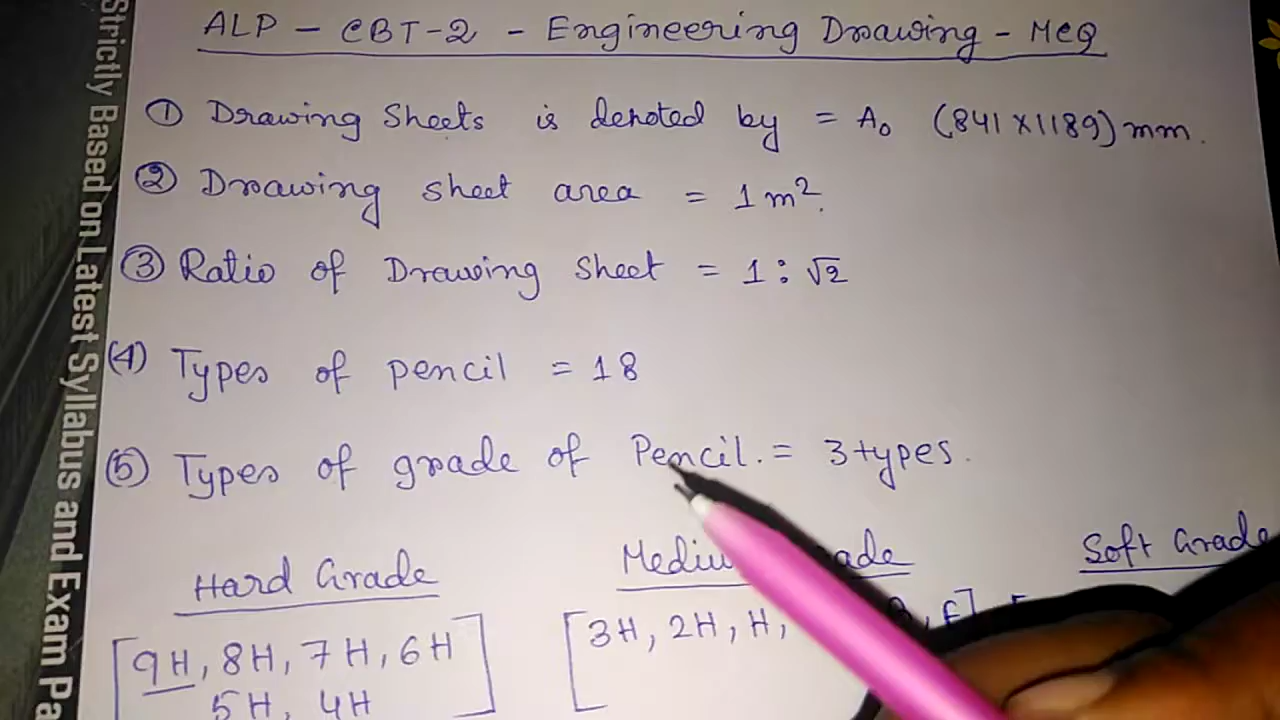 ALP - CBT-2 - Engineering Drawing - MCQ
① Drawing Sheets is denoted by = A₀ (841 x 1189) mm.
② Drawing sheet area = 1 m².
③ Ratio of Drawing Sheet = 1 : √2
(4) Types of pencil = 18
(5) Types of grade of Pencil. = 3 types.
Hard Grade
[9H, 8H, 7H, 6H
5H, 4H]
Soft Grade
[3H, 2H, H,
Strictly Based on Latest Syllabus and Exam Pa